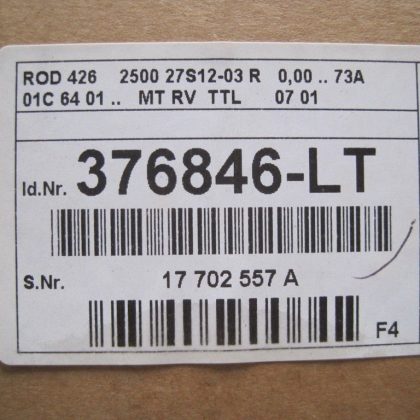 ROD 426 2500 27S12-03 R 0,00 .. 73A
01C 64 01 .. MT RV TTL 07 01
Id.Nr. 376846-LT
S.Nr. 17 702 557 A
F4